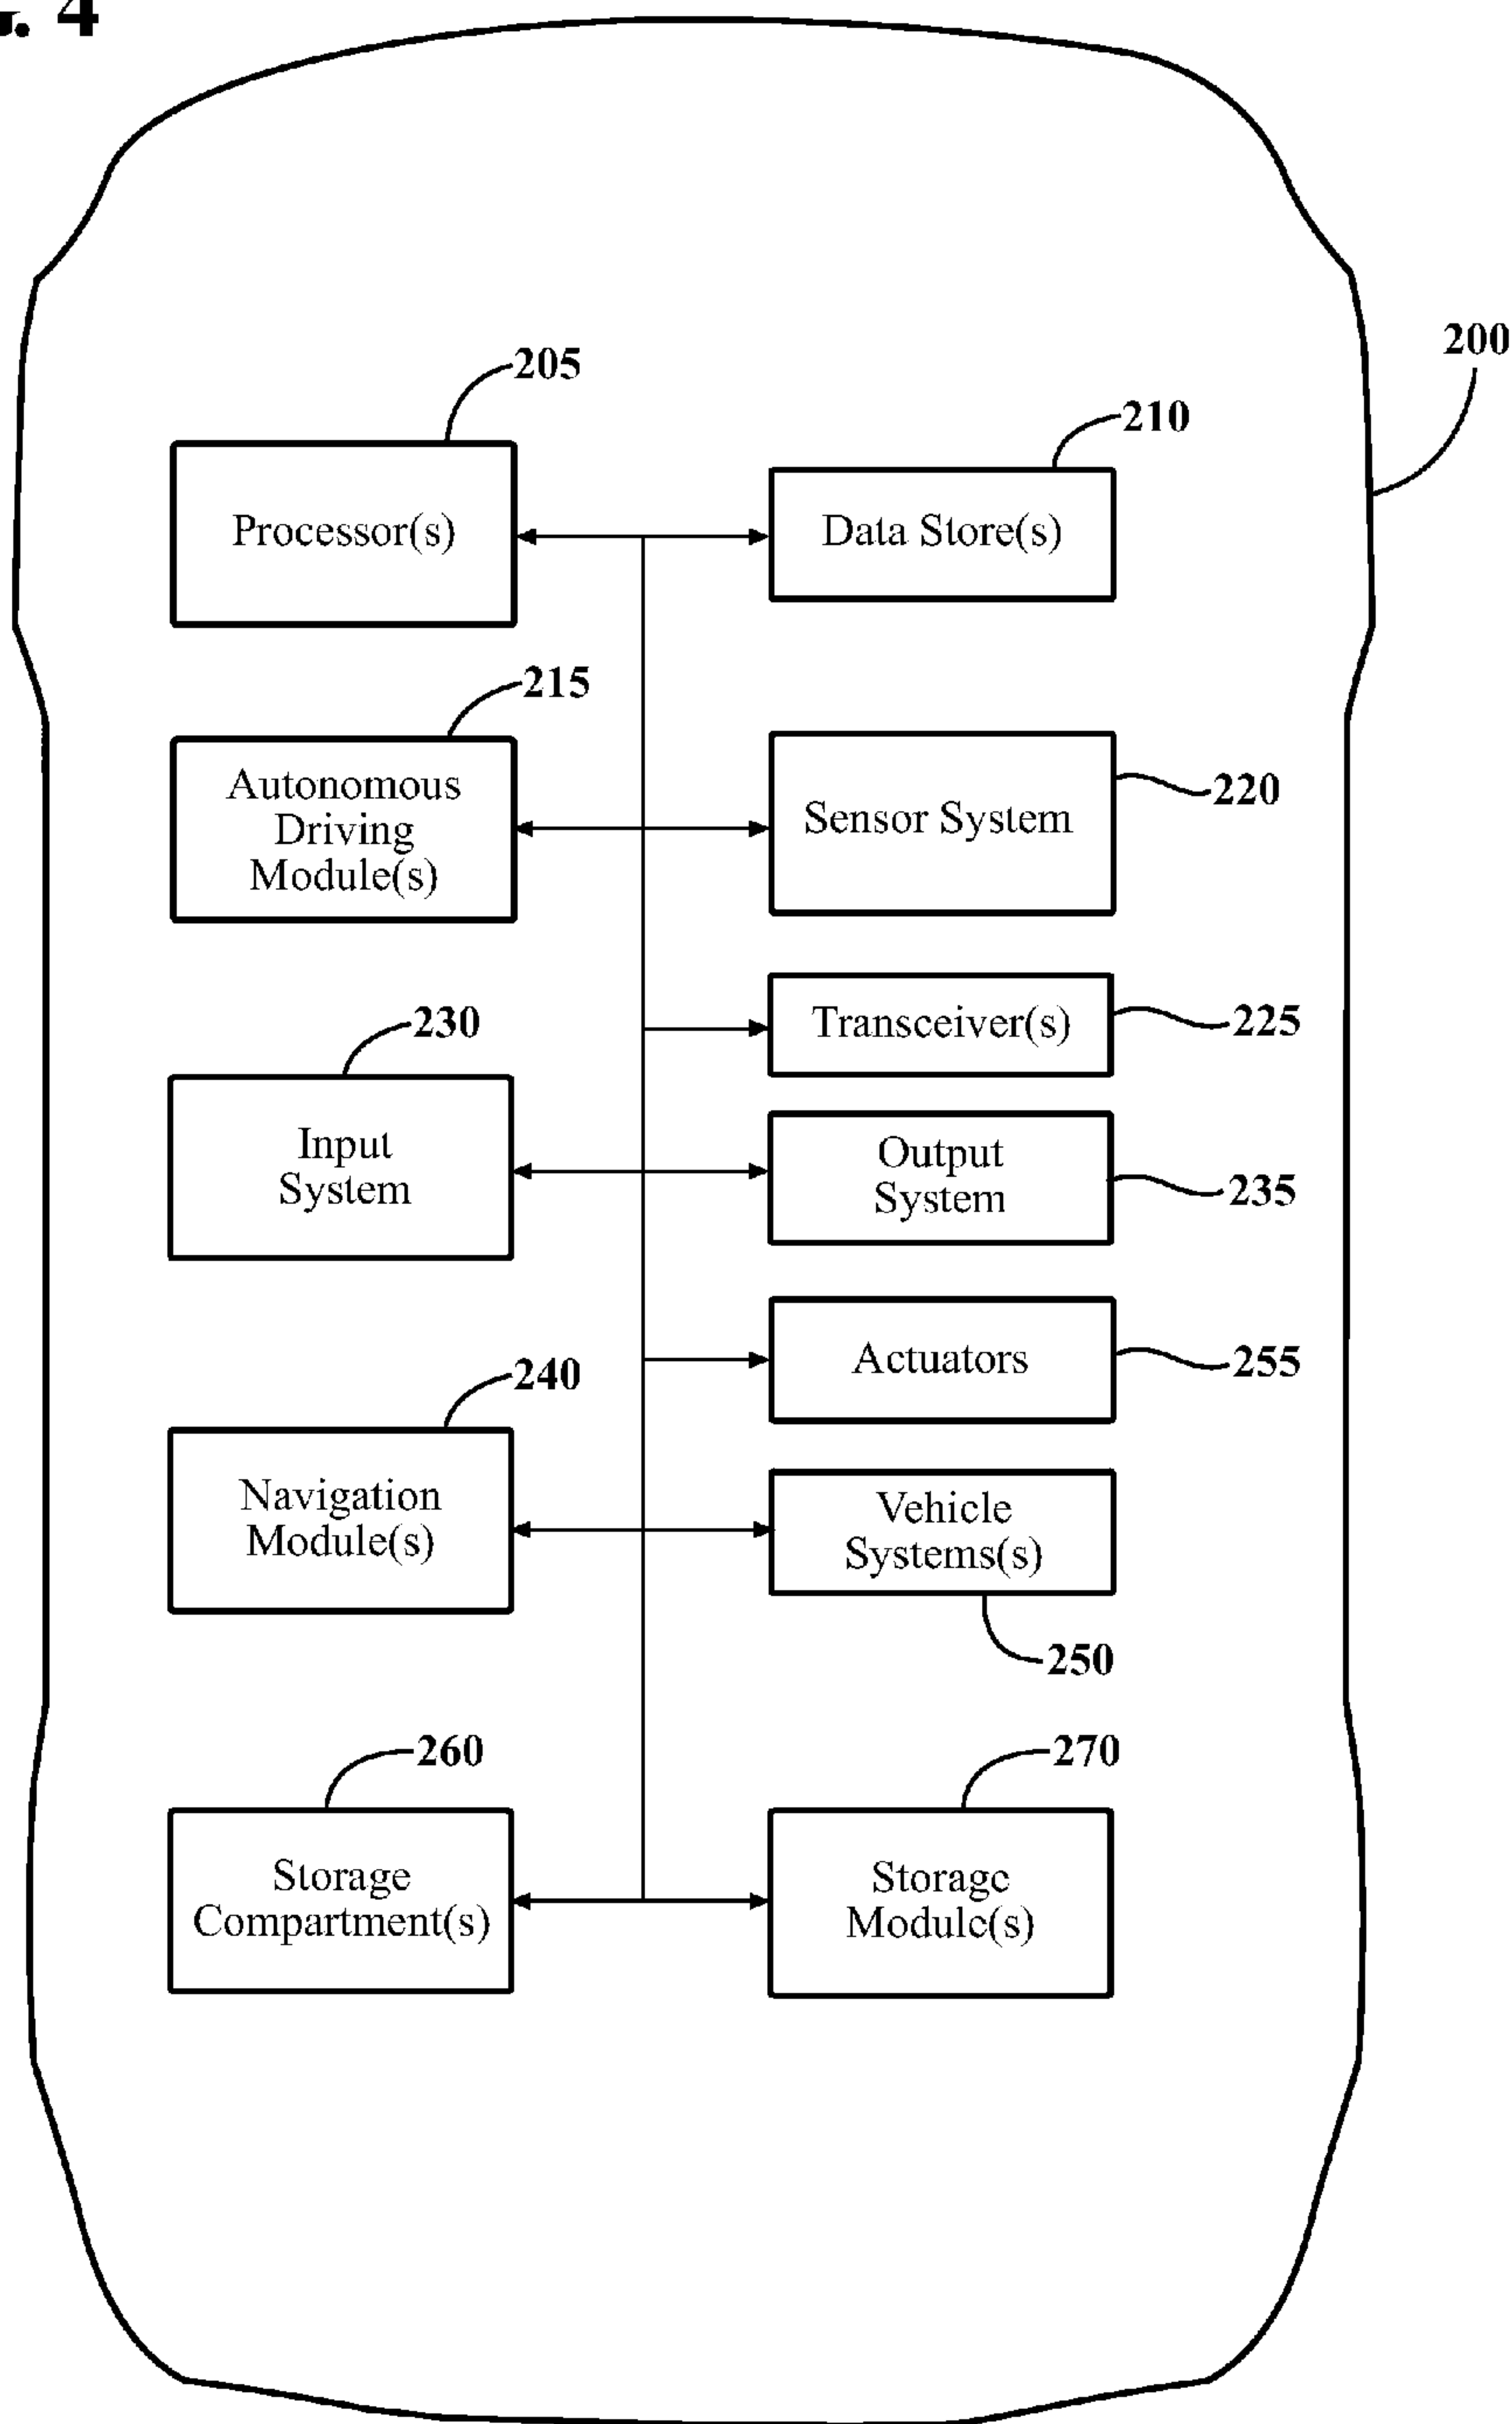 . 4
200
205
210
Processor(s)
Data Store(s)
215
Autonomous
Driving
Module(s)
Sensor System
220
Transceiver(s)
225
230
Input
System
Output
System
235
Actuators
255
240
Navigation
Module(s)
Vehicle
Systems(s)
250
260
270
Storage
Compartment(s)
Storage
Module(s)